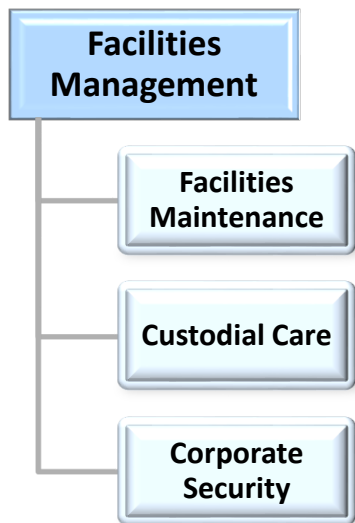 Facilities
Management
Facilities
Maintenance
Custodial Care
Corporate
Security